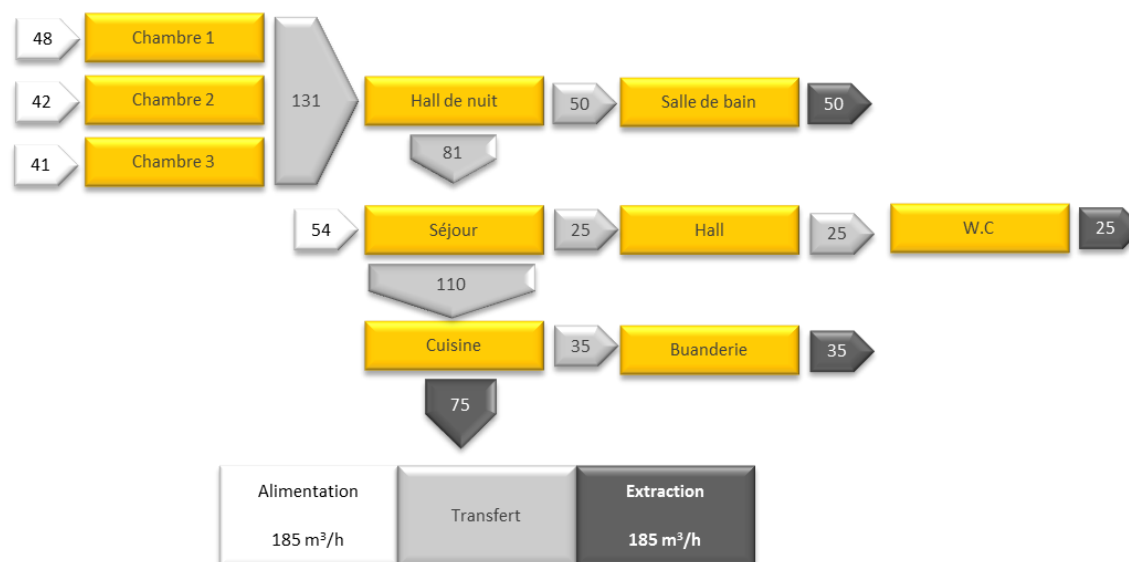 48
Chambre 1
42
Chambre 2
131
Hall de nuit
50
Salle de bain
50
41
Chambre 3
81
54
Séjour
25
Hall
25
W.C
25
110
Cuisine
35
Buanderie
35
75
Alimentation
185 m³/h
Transfert
Extraction
185 m³/h